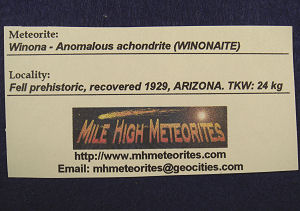 Meteorite:
Winona - Anomalous achondrite (WINONAITE)
Locality:
Fell prehistoric, recovered 1929, ARIZONA. TKW: 24 kg
MILE HIGH METEORITES
http://www.mhmeteorites.com
Email: mhmeteorites@geocities.com